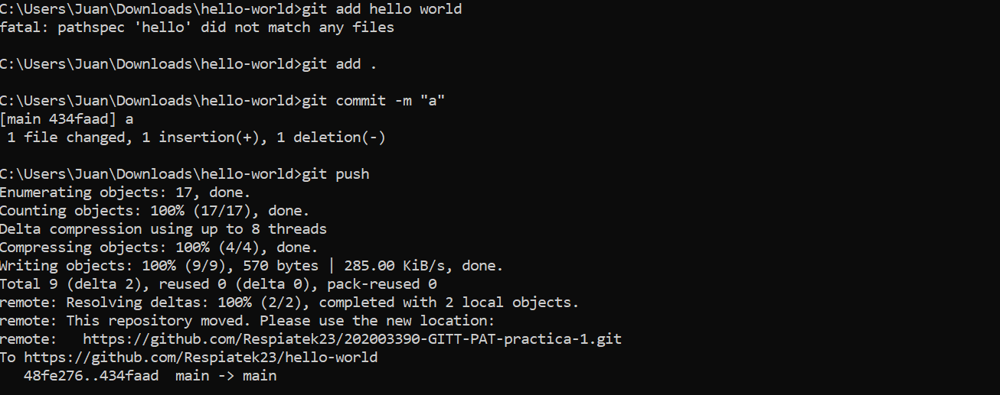 C:\Users\Juan\Downloads\hello-world>git add hello world
fatal: pathspec 'hello' did not match any files
C:\Users\Juan\Downloads\hello-world>git add .
C:\Users\Juan\Downloads\hello-world>git commit -m "a"
[main 434faad] a
 1 file changed, 1 insertion(+), 1 deletion(-)
C:\Users\Juan\Downloads\hello-world>git push
Enumerating objects: 17, done.
Counting objects: 100% (17/17), done.
Delta compression using up to 8 threads
Compressing objects: 100% (4/4), done.
Writing objects: 100% (9/9), 570 bytes | 285.00 KiB/s, done.
Total 9 (delta 2), reused 0 (delta 0), pack-reused 0
remote: Resolving deltas: 100% (2/2), completed with 2 local objects.
remote: This repository moved. Please use the new location:
remote:   https://github.com/Respiatek23/202003390-GITT-PAT-practica-1.git
To https://github.com/Respiatek23/hello-world
   48fe276..434faad  main -> main